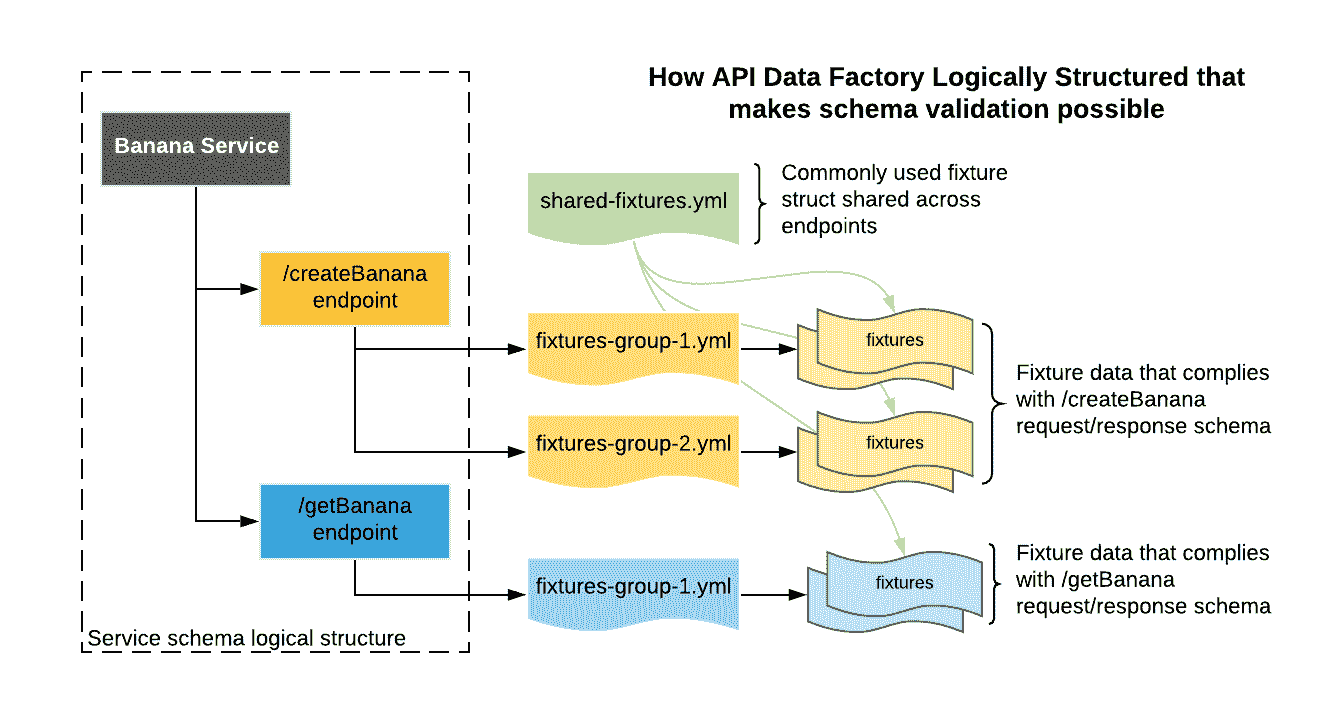 How API Data Factory Logically Structured that
makes schema validation possible
Banana Service
shared-fixtures.yml
Commonly used fixture
struct shared across
endpoints
/createBanana
endpoint
fixtures-group-1.yml
fixtures
Fixture data that complies
with /createBanana
request/response schema
fixtures-group-2.yml
fixtures
/getBanana
endpoint
fixtures-group-1.yml
fixtures
Fixture data that complies
with /getBanana
request/response schema
Service schema logical structure